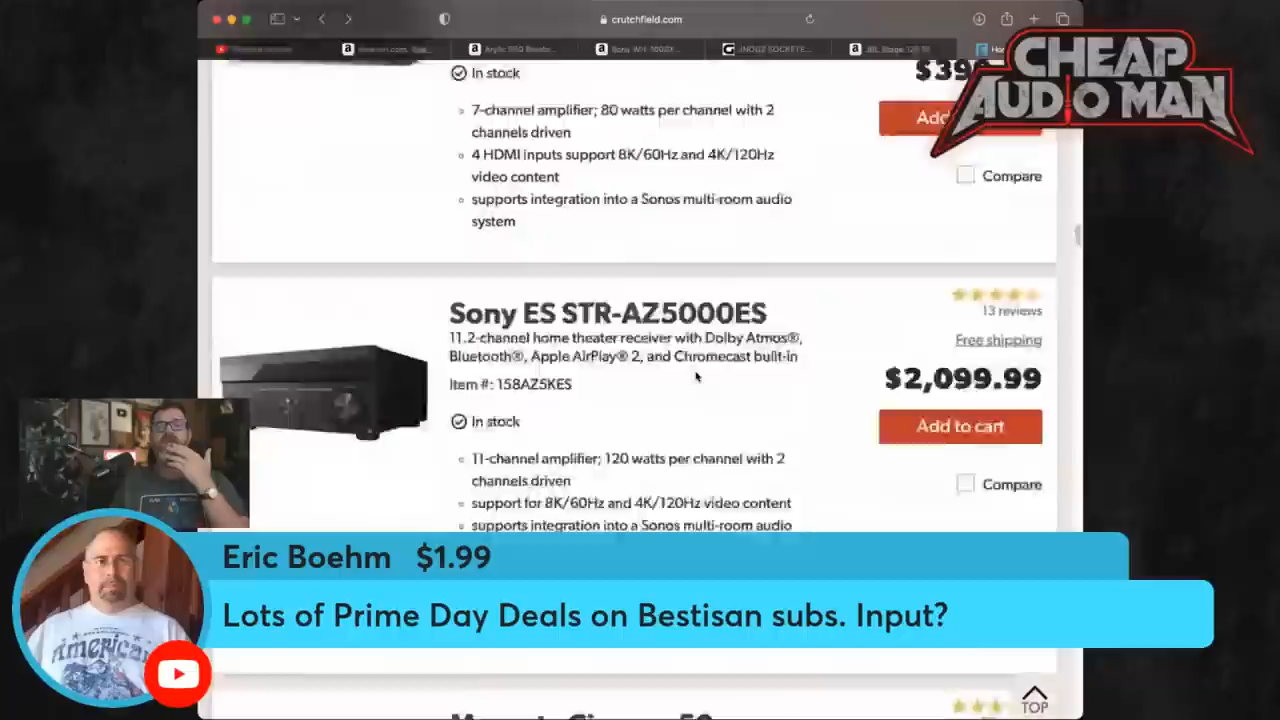 crutchfield.com
CHEAP
AUDIO MAN
In stock
7-channel amplifier; 80 watts per channel with 2
channels driven
4 HDMI inputs support 8K/60Hz and 4K/120Hz
video content
supports integration into a Sonos multi-room audio
system
Compare
Sony ES STR-AZ5000ES
11.2-channel home theater receiver with Dolby Atmos®,
Bluetooth®, Apple AirPlay® 2, and Chromecast built-in
Item #: 158AZ5KES
In stock
11-channel amplifier; 120 watts per channel with 2
channels driven
support for 8K/60Hz and 4K/120Hz video content
supports integration into a Sonos multi-room audio
13 reviews
Free shipping
$2,099.99
Add to cart
Compare
Eric Boehm $1.99
Lots of Prime Day Deals on Bestisan subs. Input?
American
TOP